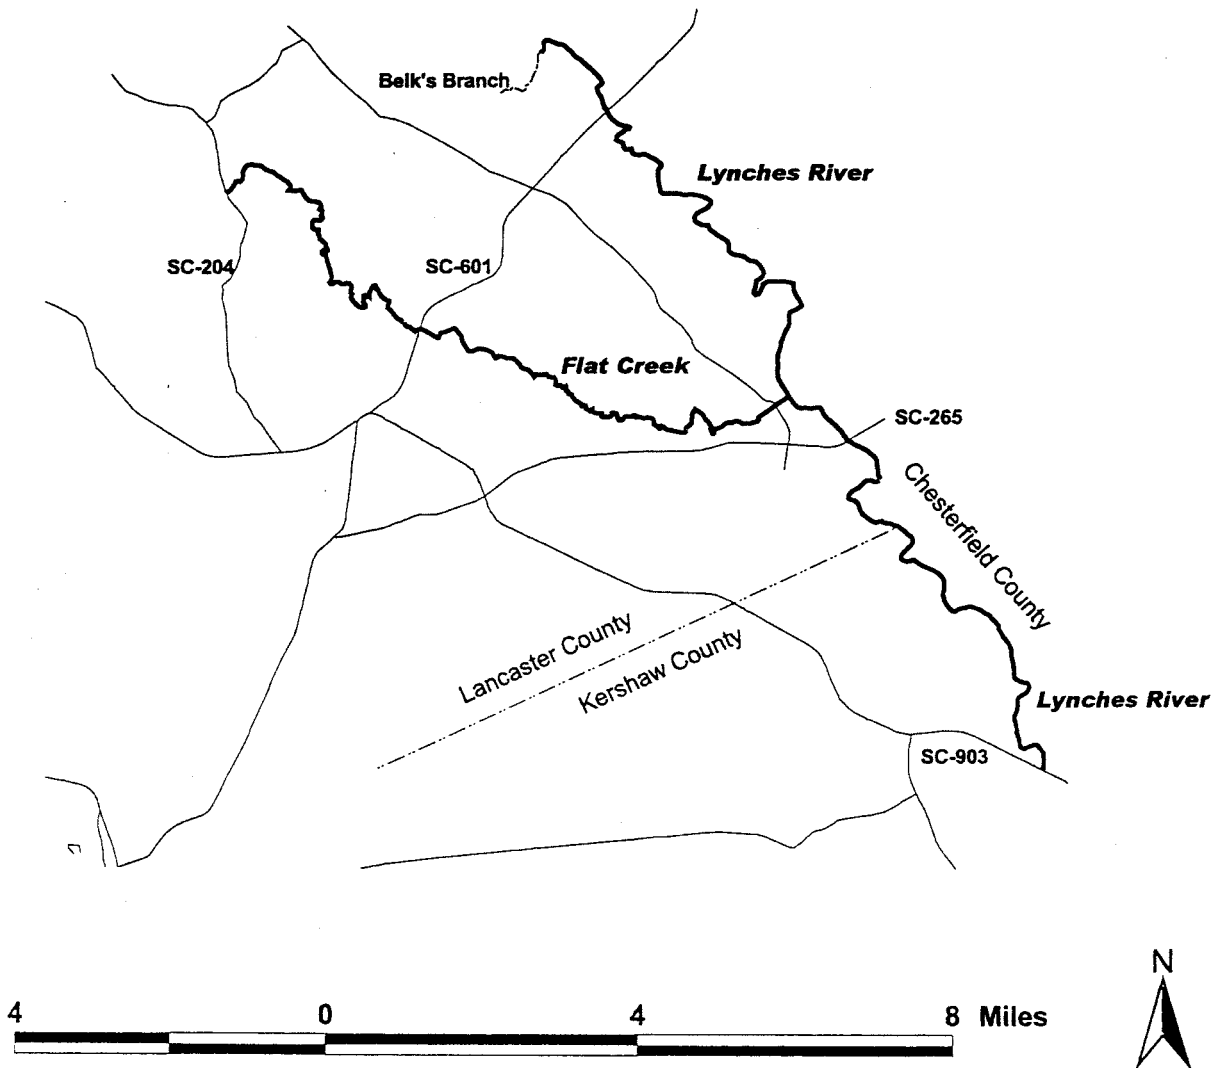 Belk's Branch
Lynches River
SC-204
SC-601
Flat Creek
SC-265
Chesterfield County
Lancaster County
Kershaw County
Lynches River
SC-903
N
4 0 4 8 Miles